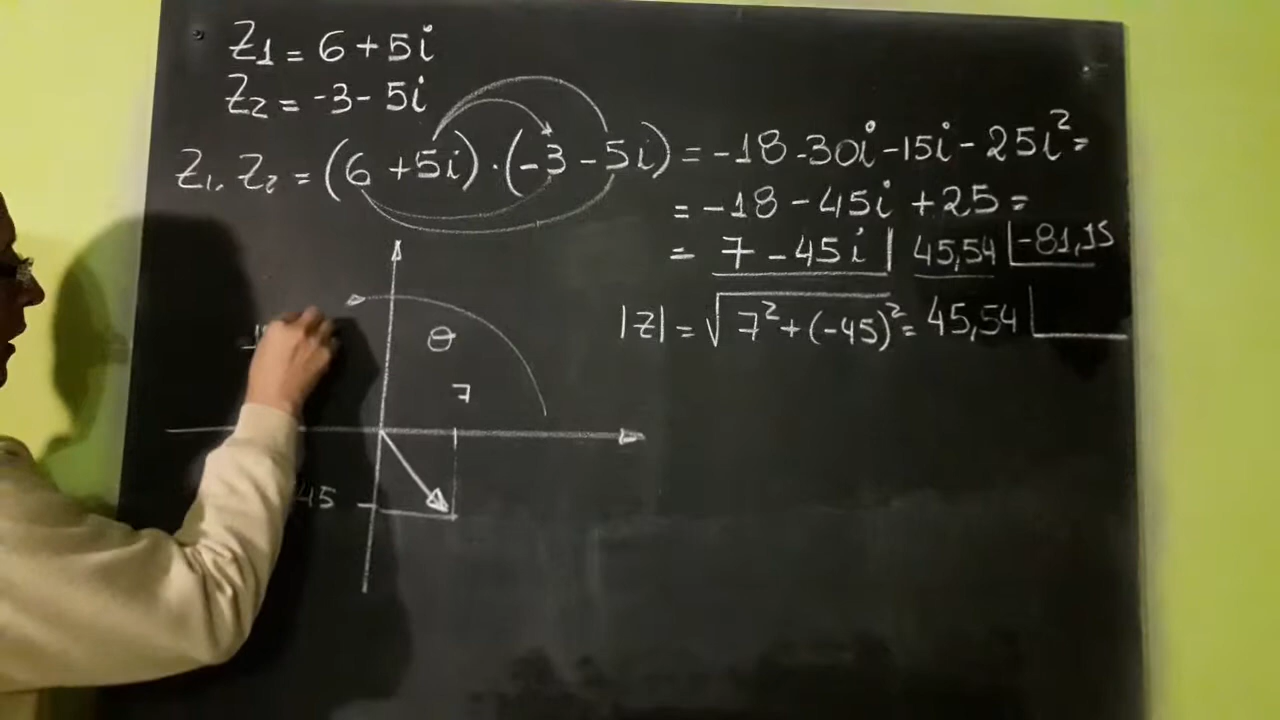 Z1 = 6 + 5i
Z2 = -3 - 5i
Z1. Z2 = (6 + 5i) · (-3 - 5i) = -18 - 30i - 15i - 25i² =
= -18 - 45i + 25 =
= 7 - 45i | 45,54 |-81,15
|Z| = √7² + (-45)² = 45,54
θ
7
45